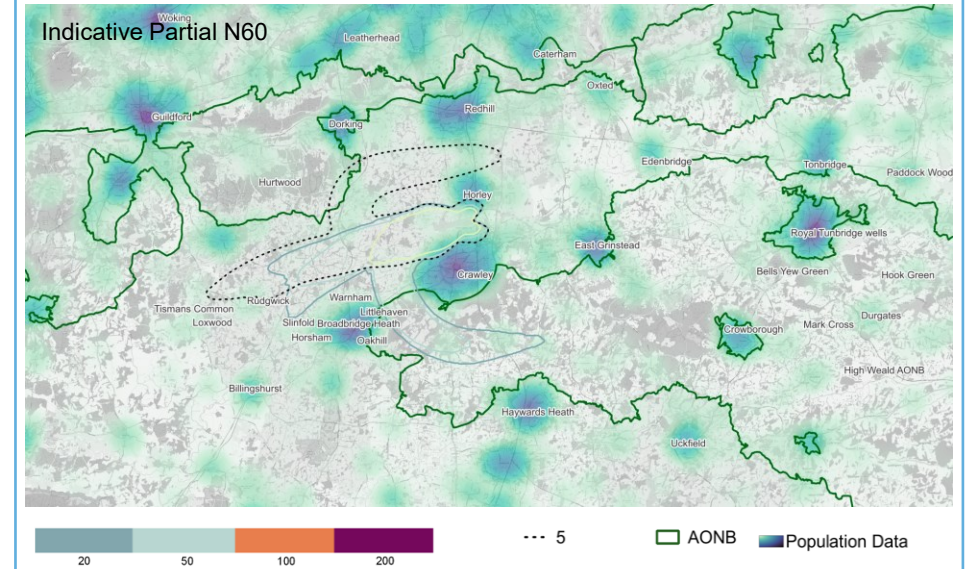 Indicative Partial N60
Woking
Leatherhead
Caterham
Oxted
Redhill
Guildford
Dorking
Edenbridge
Tonbridge
Paddock Wood
Hurtwood
Horley
Royal Tunbridge wells
East Grinstead
Crawley
Bells Yew Green
Hook Green
Rudgwick
Warnham
Tismans Common
Littlehaven
Loxwood
Slinfold
Broadbridge Heath
Durgates
Mark Cross
Crowborough
Horsham
Oakhill
High Weald AONB
Billingshurst
Haywards Heath
Uckfield
20 50 100 200
5
AONB
Population Data